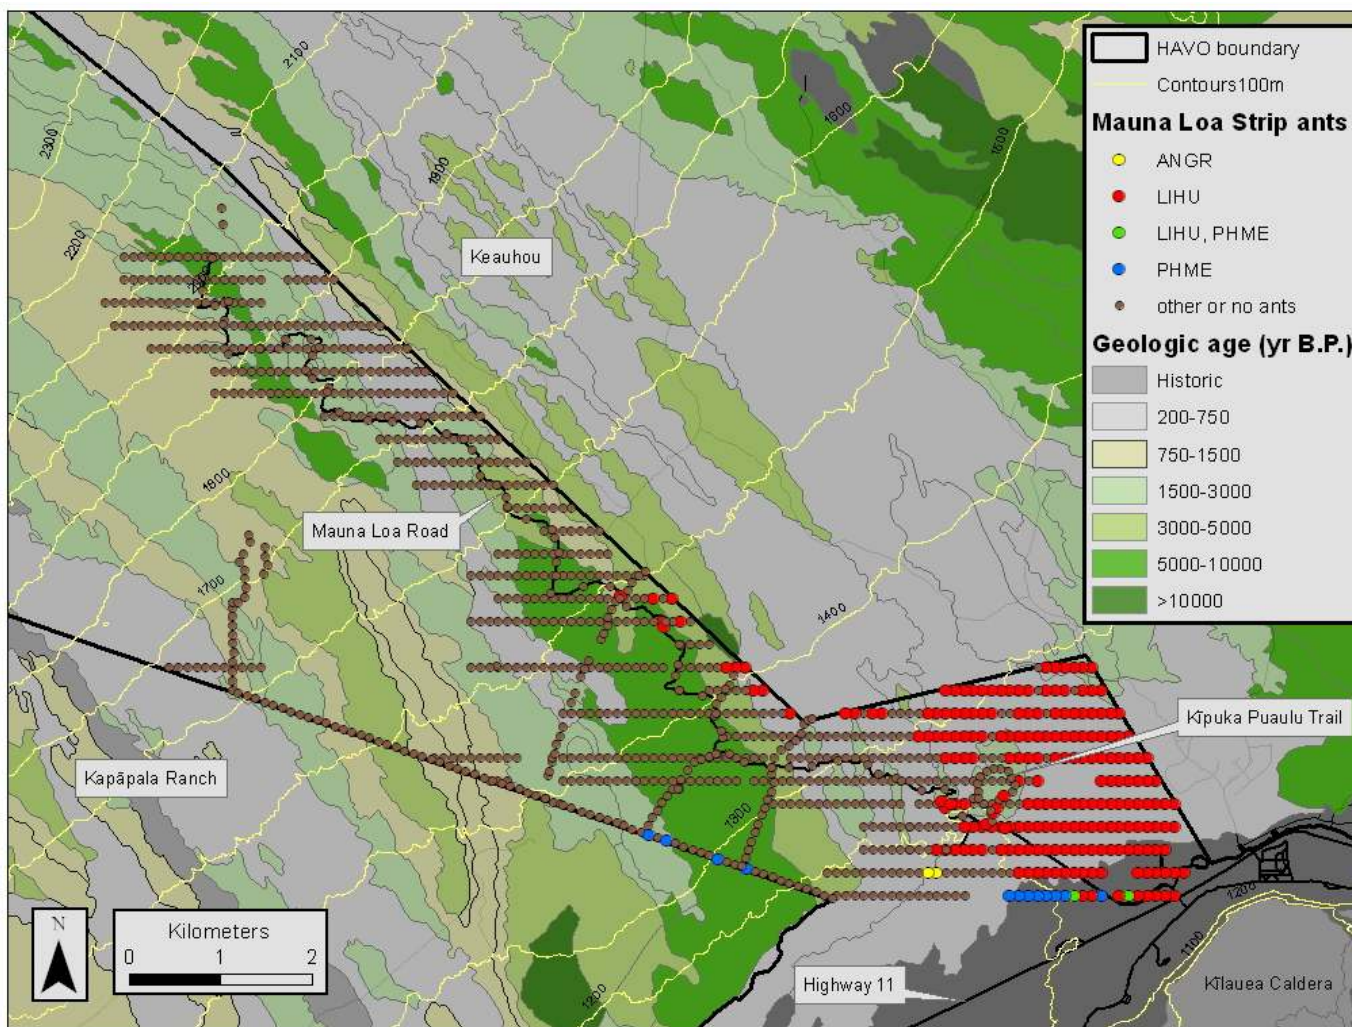 HAVO boundary
Contours100m
Mauna Loa Strip ants
ANGR
LIHU
LIHU, PHME
PHME
other or no ants
Geologic age (yr B.P.)
Historic
200-750
750-1500
1500-3000
3000-5000
5000-10000
>10000
2100
2300
1600
1500
1900
2200
Keauhou
1800
Mauna Loa Road
1700
1400
Kīpuka Puaulu Trail
Kapāpala Ranch
1300
N
Kilometers
0 1 2
1200
1100
1200
Highway 11
Kīlauea Caldera